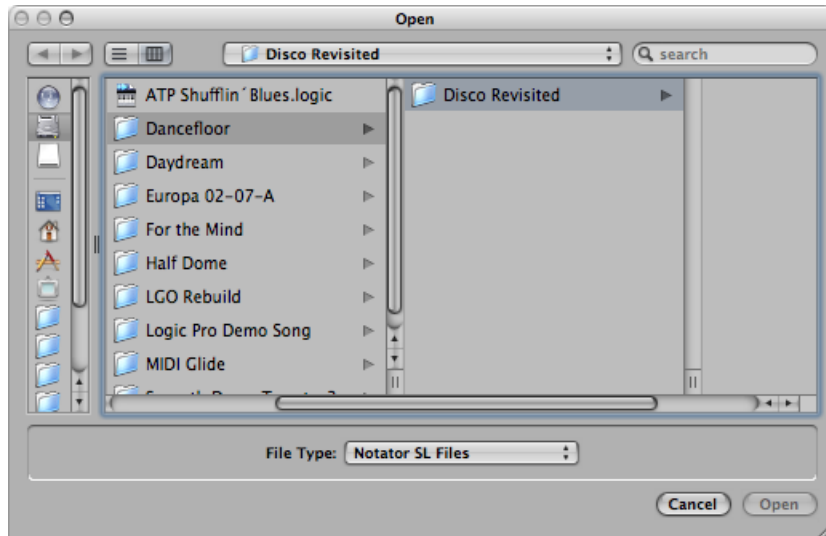 Open
Disco Revisited
search
ATP Shufflin´Blues.logic
Disco Revisited
Dancefloor
Daydream
Europa 02-07-A
For the Mind
Half Dome
LGO Rebuild
Logic Pro Demo Song
MIDI Glide
File Type: Notator SL Files
Cancel
Open